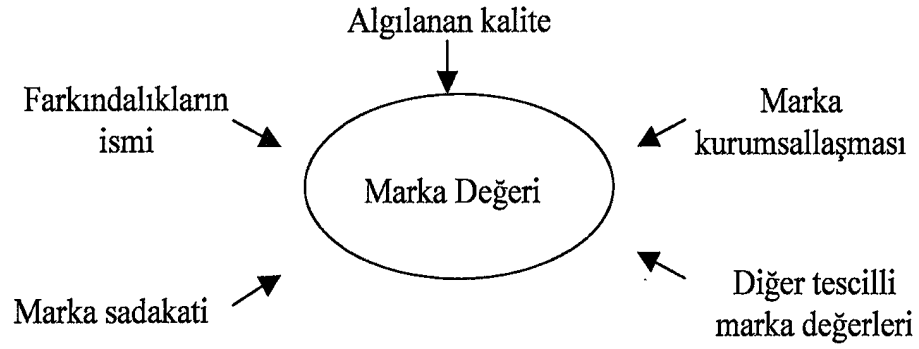 Algılanan kalite
Farkındalıkların
ismi
Marka
kurumsallaşması
Marka Değeri
Marka sadakati
Diğer tescilli
marka değerleri